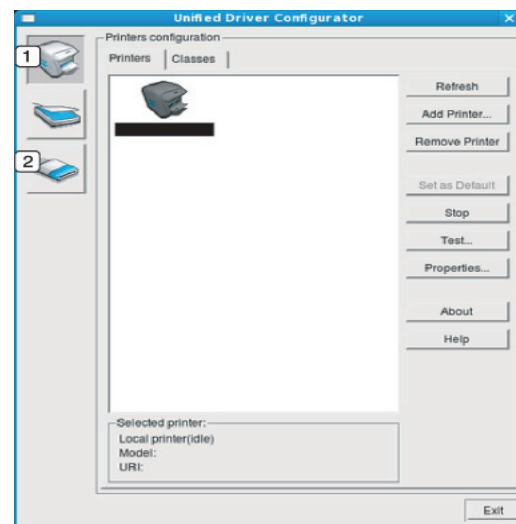 Unified Driver Configurator
Printers configuration
1
Printers Classes
2
Refresh
Add Printer...
Remove Printer
Set as Default
Stop
Test...
Properties...
About
Help
Selected printer:
Local printer(idle)
Model:
URI:
Exit